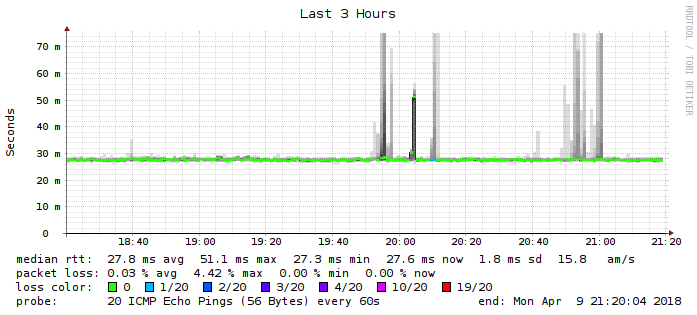 Last 3 Hours
RRDTOOL / TOBI OETIKER
Seconds
70 m
60 m
50 m
40 m
30 m
20 m
10 m
0
18:40 19:00 19:20 19:40 20:00 20:20 20:40 21:00 21:20
median rtt: 27.8 ms avg 51.1 ms max 27.3 ms min 27.6 ms now 1.8 ms sd 15.8 am/s
packet loss: 0.03 % avg 4.42 % max 0.00 % min 0.00 % now
loss color: 0 1/20 2/20 3/20 4/20 10/20 19/20
probe: 20 ICMP Echo Pings (56 Bytes) every 60s end: Mon Apr 9 21:20:04 2018